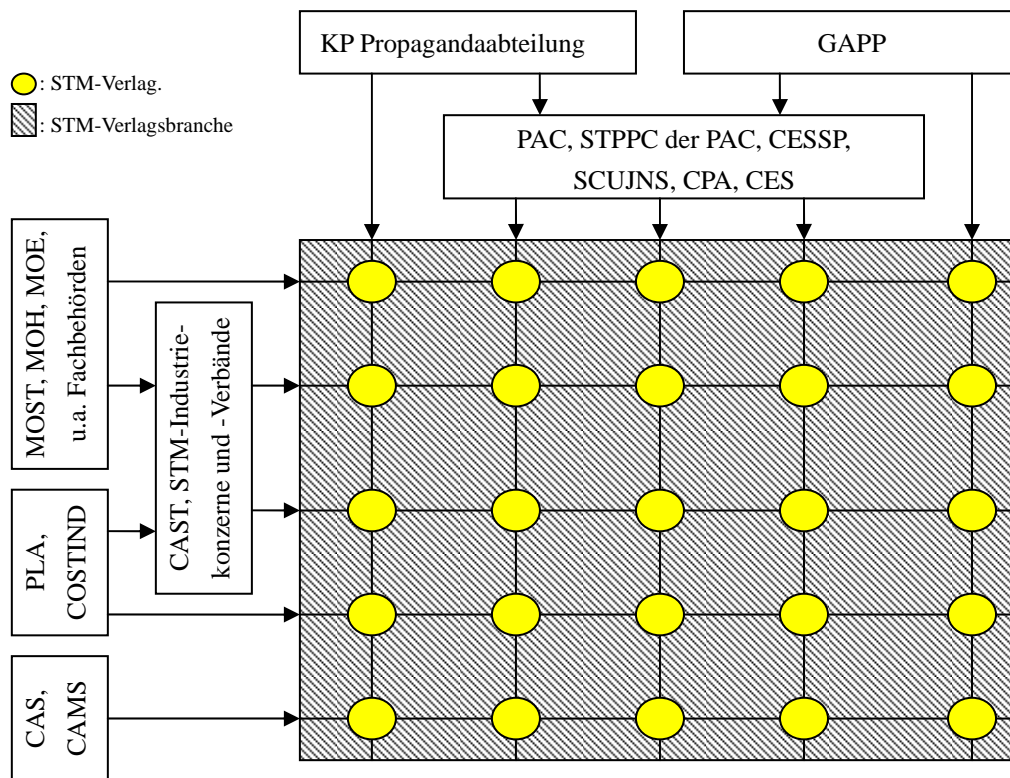 KP Propagandaabteilung
GAPP
: STM-Verlag.
: STM-Verlagsbranche
PAC, STPPC der PAC, CESSP,
SCUJNS, CPA, CES
MOST, MOH, MOE,
u.a. Fachbehörden
CAST, STM-Industrie-
konzerne und -Verbände
PLA,
COSTIND
CAS,
CAMS